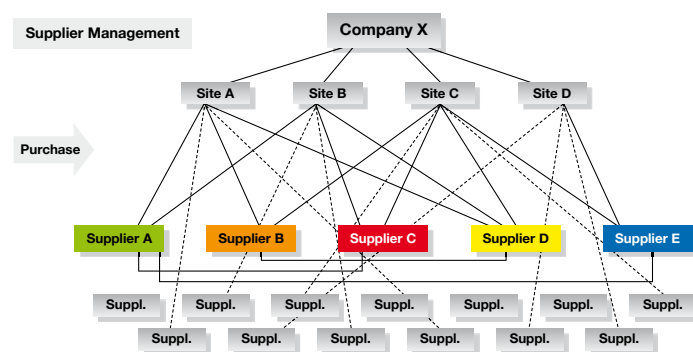 Supplier Management
Company X
Site A
Site B
Site C
Site D
Purchase
Supplier A
Supplier B
Supplier C
Supplier D
Supplier E
Suppl.
Suppl.
Suppl.
Suppl.
Suppl.
Suppl.
Suppl.
Suppl.
Suppl.
Suppl.
Suppl.
Suppl.
Suppl.